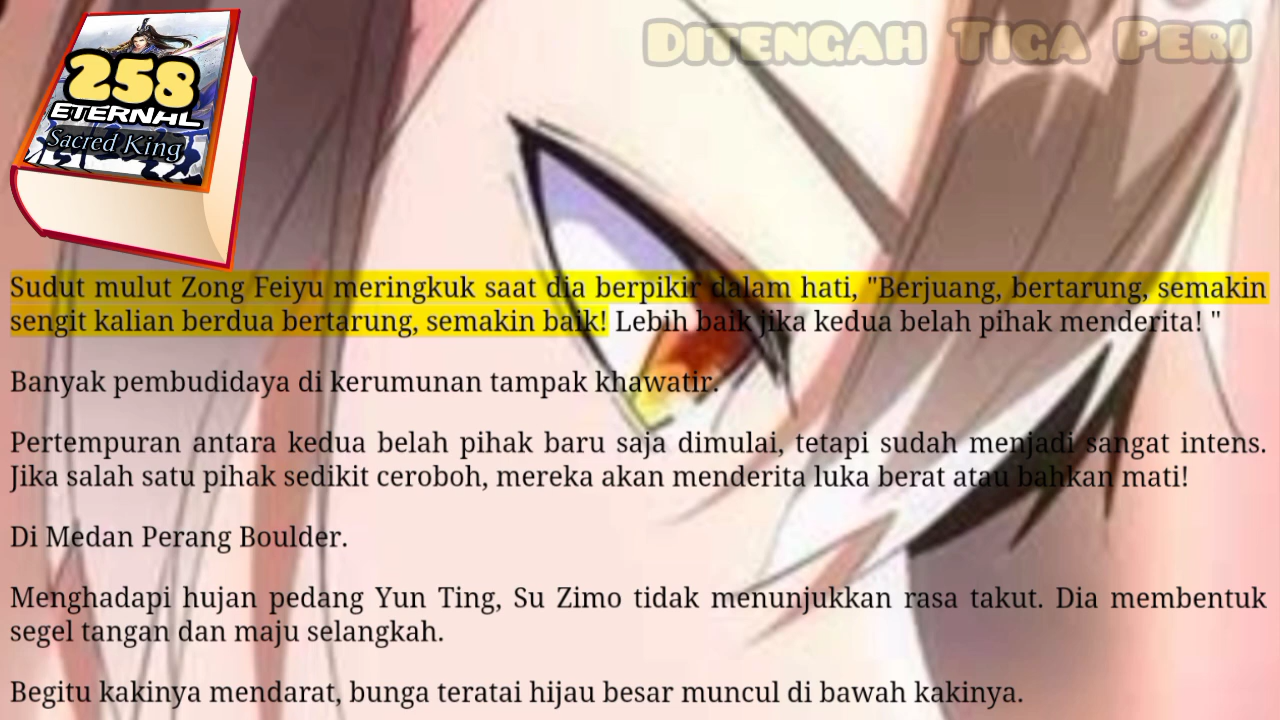 DITENGAH TIGA PERI
258
ETERNAL
Sacred King
Sudut mulut Zong Feiyu meringkuk saat dia berpikir dalam hati, "Berjuang, bertarung, semakin
sengit kalian berdua bertarung, semakin baik! Lebih baik jika kedua belah pihak menderita! "
Banyak pembudidaya di kerumunan tampak khawatir.
Pertempuran antara kedua belah pihak baru saja dimulai, tetapi sudah menjadi sangat intens.
Jika salah satu pihak sedikit ceroboh, mereka akan menderita luka berat atau bahkan mati!
Di Medan Perang Boulder.
Menghadapi hujan pedang Yun Ting, Su Zimo tidak menunjukkan rasa takut. Dia membentuk
segel tangan dan maju selangkah.
Begitu kakinya mendarat, bunga teratai hijau besar muncul di bawah kakinya.